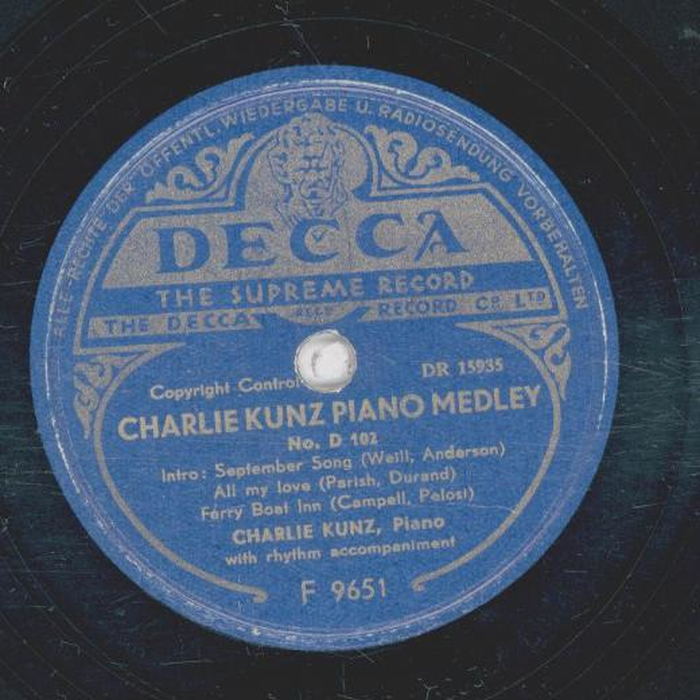 ALLE RECHTE DER ÖFFENTL. WIEDERGABE U. RADIOSENDUNG VORBEHALTEN
DECCA
THE SUPREME RECORD
THE DECCA RECORD CO. LTD
Copyright Control
DR 15935
CHARLIE KUNZ PIANO MEDLEY
No. D 102
Intro: September Song (Weill, Anderson)
All my love (Parish, Durand)
Ferry Boat Inn (Campell, Pelosi)
CHARLIE KUNZ, Piano
with rhythm accompaniment
F 9651